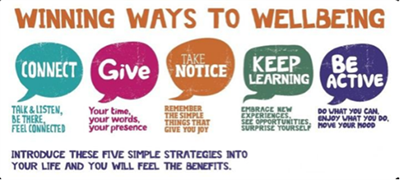 WINNING WAYS TO WELLBEING
CONNECT
TALK & LISTEN,
BE THERE,
FEEL CONNECTED
Give
Your time,
your words,
your presence
TAKE
NOTICE
REMEMBER
THE SIMPLE
THINGS THAT
GIVE YOU JOY
KEEP
LEARNING
EMBRACE NEW
EXPERIENCES,
SEE OPPORTUNITIES,
SURPRISE YOURSELF
BE
ACTIVE
DO WHAT YOU CAN,
ENJOY WHAT YOU DO,
MOVE YOUR MOOD
INTRODUCE THESE FIVE SIMPLE STRATEGIES INTO
YOUR LIFE AND YOU WILL FEEL THE BENEFITS.